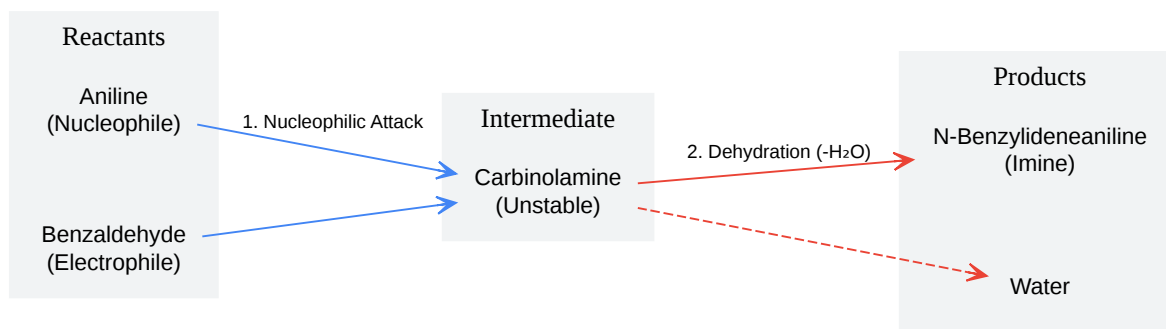 Reactants
Aniline
(Nucleophile)
Benzaldehyde
(Electrophile)
1. Nucleophilic Attack
Intermediate
Carbinolamine
(Unstable)
2. Dehydration (-H₂O)
Products
N-Benzylideneaniline
(Imine)
Water